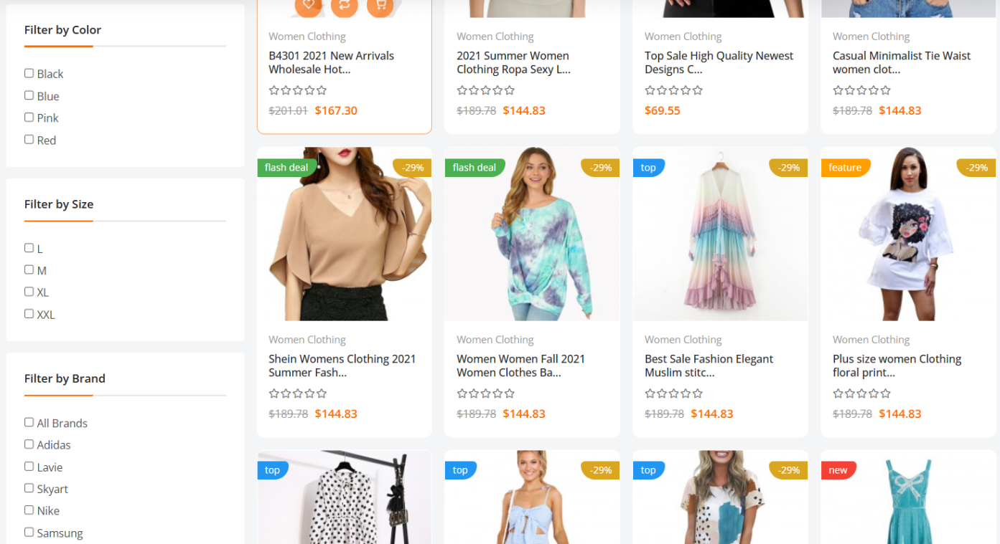 Filter by Color
Black
Blue
Pink
Red
Filter by Size
L
M
XL
XXL
Filter by Brand
All Brands
Adidas
Lavie
Skyart
Nike
Samsung
Women Clothing
B4301 2021 New Arrivals
Wholesale Hot...
$201.01 $167.30
Women Clothing
2021 Summer Women
Clothing Ropa Sexy L...
$189.78 $144.83
Women Clothing
Top Sale High Quality Newest
Designs C...
$69.55
Women Clothing
Casual Minimalist Tie Waist
women clot...
$189.78 $144.83
flash deal -29%
Women Clothing
Shein Womens Clothing 2021
Summer Fash...
$189.78 $144.83
flash deal -29%
Women Clothing
Women Women Fall 2021
Women Clothes Ba...
$189.78 $144.83
top -29%
Women Clothing
Best Sale Fashion Elegant
Muslim stitc...
$189.78 $144.83
feature -29%
Women Clothing
Plus size women Clothing
floral print...
$189.78 $144.83
top
top -29%
top -29%
new